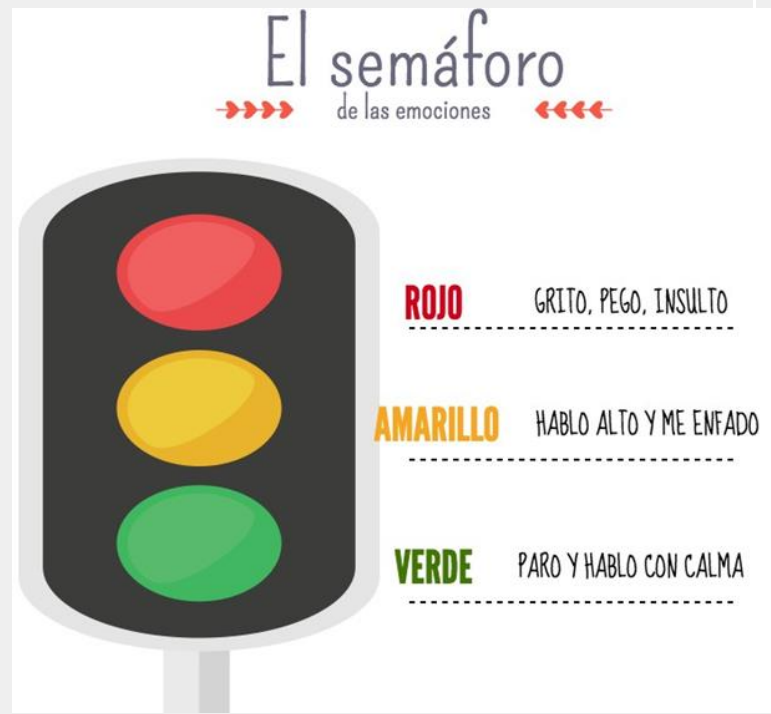 El semáforo
de las emociones
ROJO GRITO, PEGO, INSULTO
AMARILLO HABLO ALTO Y ME ENFADO
VERDE PARO Y HABLO CON CALMA